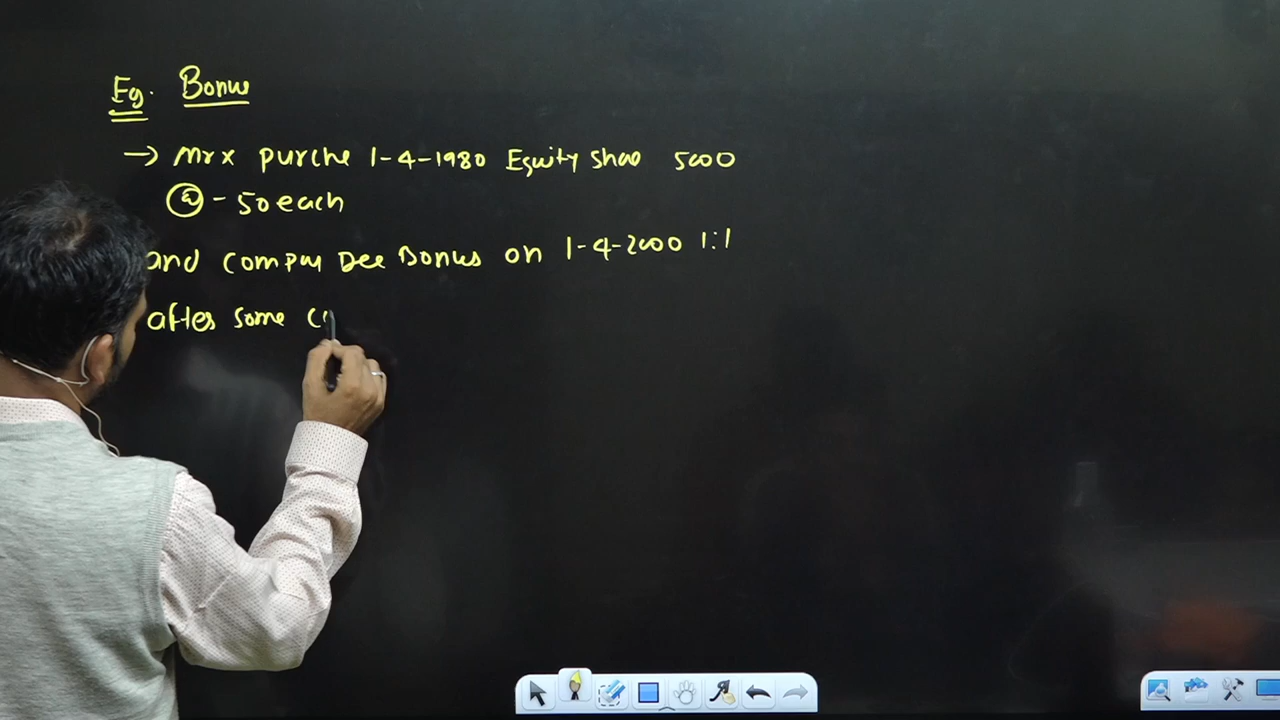 Eg. Bonus
→ Mr x purche 1-4-1980 Equity Shae 5000
@ - 50 each
and compay Dec Bonus on 1-4-2000 1:1
after some